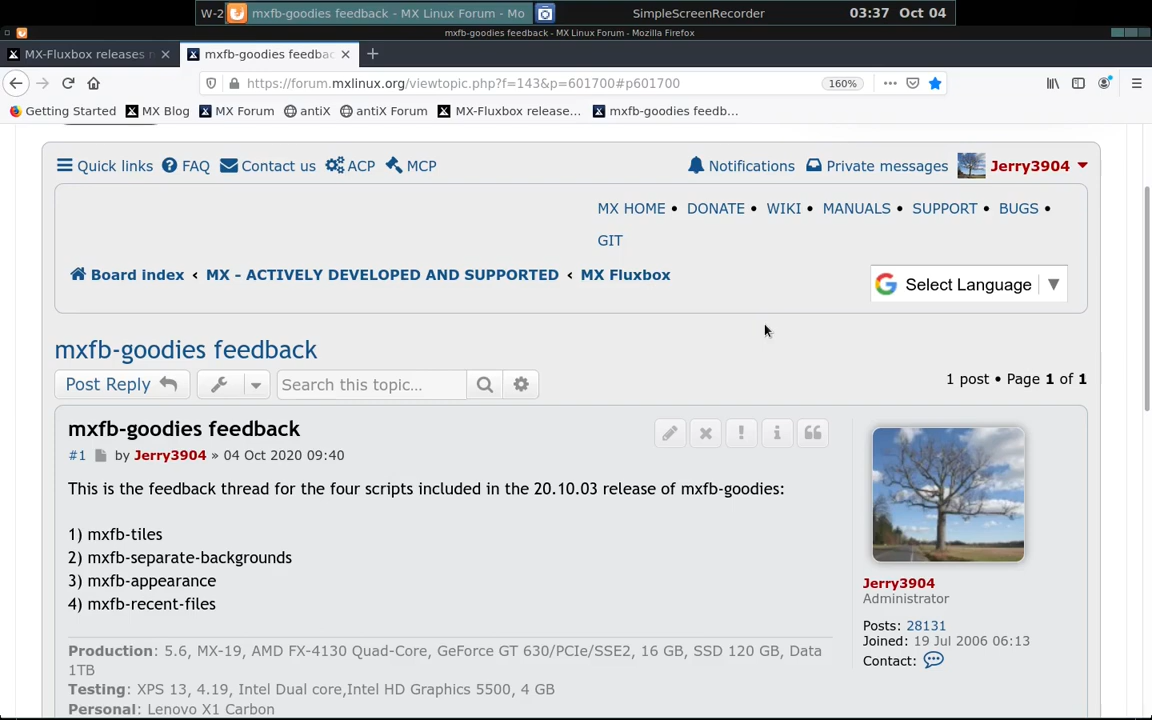 W-2 mxfb-goodies feedback - MX Linux Forum - Mo SimpleScreenRecorder 03:37 Oct 04
mxfb-goodies feedback - MX Linux Forum - Mozilla Firefox
MX-Fluxbox releases mxfb-goodies feedbac
https://forum.mxlinux.org/viewtopic.php?f=143&p=601700#p601700 160%
Getting Started MX Blog MX Forum antiX antiX Forum MX-Fluxbox release... mxfb-goodies feedb...
Quick links FAQ Contact us ACP MCP Notifications Private messages Jerry3904
MX HOME • DONATE • WIKI • MANUALS • SUPPORT • BUGS •
GIT
Board index ‹ MX - ACTIVELY DEVELOPED AND SUPPORTED ‹ MX Fluxbox
Select Language ▼
mxfb-goodies feedback
Post Reply Search this topic... 1 post • Page 1 of 1
mxfb-goodies feedback
#1 by Jerry3904 » 04 Oct 2020 09:40
This is the feedback thread for the four scripts included in the 20.10.03 release of mxfb-goodies:
1) mxfb-tiles
2) mxfb-separate-backgrounds
3) mxfb-appearance
4) mxfb-recent-files
Jerry3904
Administrator
Posts: 28131
Joined: 19 Jul 2006 06:13
Contact:
Production: 5.6, MX-19, AMD FX-4130 Quad-Core, GeForce GT 630/PCIe/SSE2, 16 GB, SSD 120 GB, Data
1TB
Testing: XPS 13, 4.19, Intel Dual core,Intel HD Graphics 5500, 4 GB
Personal: Lenovo X1 Carbon